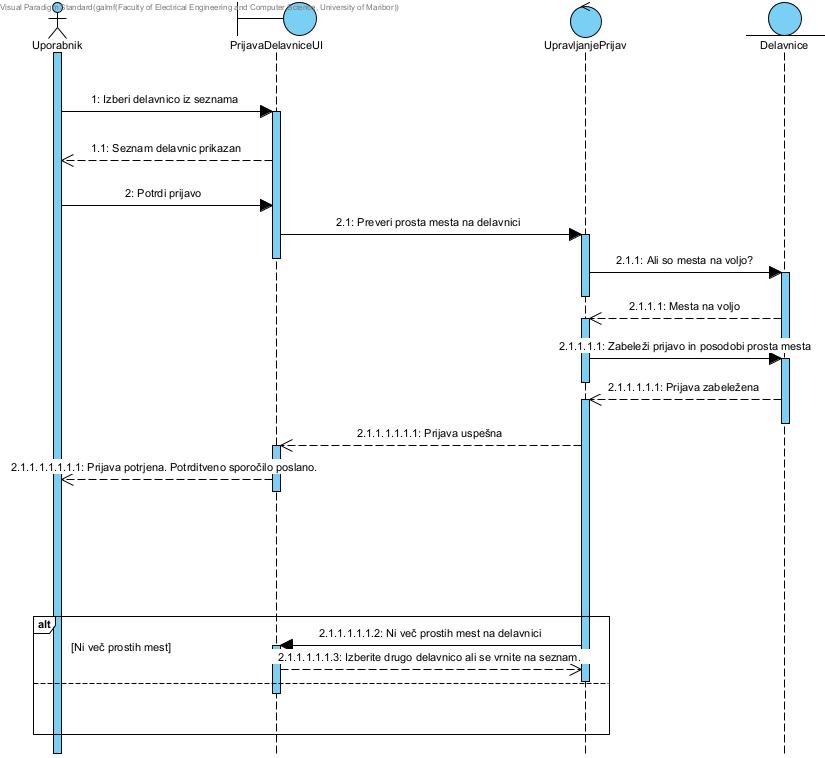 Visual Paradigm Standard(galmf(Faculty of Electrical Engineering and Computer Science, University of Maribor))
Uporabnik
PrijavaDelavniceUI
UpravljanjePrijav
Delavnice
1: Izberi delavnico iz seznama
1.1: Seznam delavnic prikazan
2: Potrdi prijavo
2.1: Preveri prosta mesta na delavnici
2.1.1: Ali so mesta na voljo?
2.1.1.1: Mesta na voljo
2.1.1.1.1: Zabeleži prijavo in posodobi prosta mesta
2.1.1.1.1.1: Prijava zabeležena
2.1.1.1.1.1.1: Prijava uspešna
2.1.1.1.1.1.1.1: Prijava potrjena. Potrditveno sporočilo poslano.
alt
2.1.1.1.1.1.2: Ni več prostih mest na delavnici
[Ni več prostih mest]
2.1.1.1.1.1.3: Izberite drugo delavnico ali se vrnite na seznam.